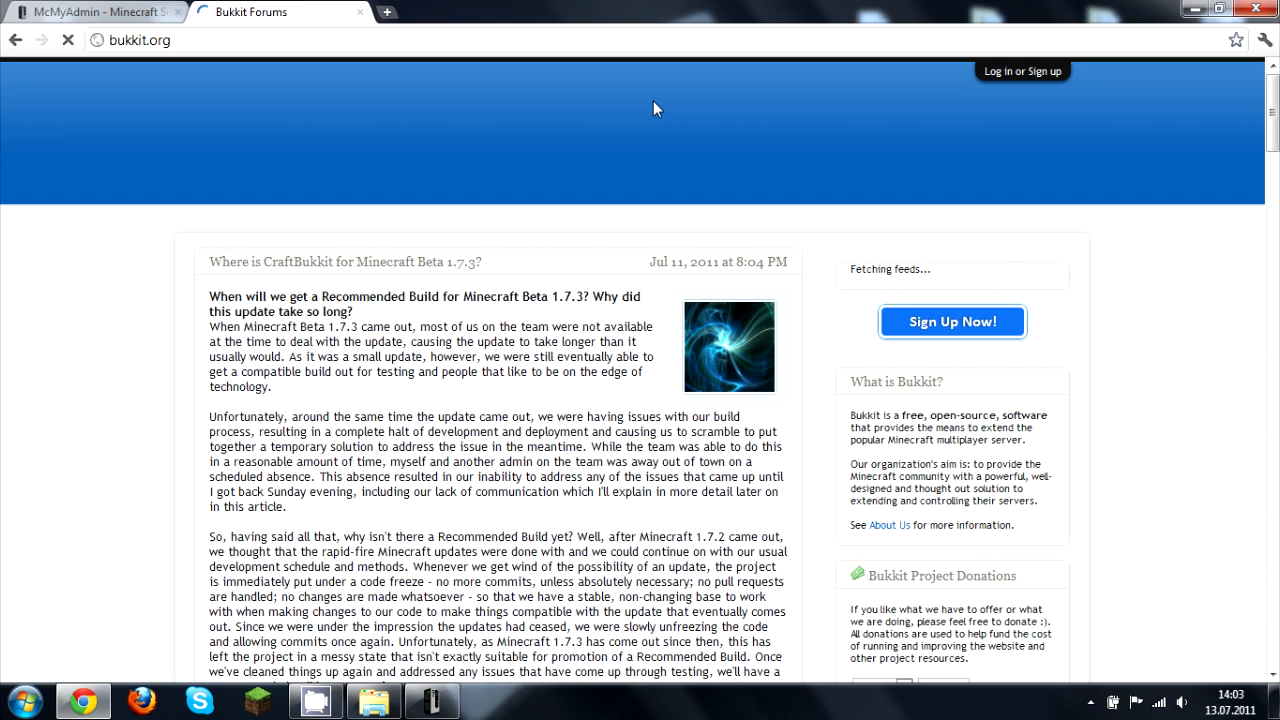 McMyAdmin - Minecraft S
Bukkit Forums
bukkit.org
Log in or Sign up
Where is CraftBukkit for Minecraft Beta 1.7.3?
Jul 11, 2011 at 8:04 PM
When will we get a Recommended Build for Minecraft Beta 1.7.3? Why did
this update take so long?
When Minecraft Beta 1.7.3 came out, most of us on the team were not available
at the time to deal with the update, causing the update to take longer than it
usually would. As it was a small update, however, we were still eventually able to
get a compatible build out for testing and people that like to be on the edge of
technology.
Unfortunately, around the same time the update came out, we were having issues with our build
process, resulting in a complete halt of development and deployment and causing us to scramble to put
together a temporary solution to address the issue in the meantime. While the team was able to do this
in a reasonable amount of time, myself and another admin on the team was away out of town on a
scheduled absence. This absence resulted in our inability to address any of the issues that came up until
I got back Sunday evening, including our lack of communication which I'll explain in more detail later on
in this article.
So, having said all that, why isn't there a Recommended Build yet? Well, after Minecraft 1.7.2 came out,
we thought that the rapid-fire Minecraft updates were done with and we could continue on with our usual
development schedule and methods. Whenever we get wind of the possibility of an update, the project
is immediately put under a code freeze - no more commits, unless absolutely necessary; no pull requests
are handled; no changes are made whatsoever - so that we have a stable, non-changing base to work
with when making changes to our code to make things compatible with the update that eventually comes
out. Since we were under the impression the updates had ceased, we were slowly unfreezing the code
and allowing commits once again. Unfortunately, as Minecraft 1.7.3 has come out since then, this has
left the project in a messy state that isn't exactly suitable for promotion of a Recommended Build. Once
we've cleaned things up again and addressed any issues that have come up through testing, we'll have a
Fetching feeds...
Sign Up Now!
What is Bukkit?
Bukkit is a free, open-source, software
that provides the means to extend the
popular Minecraft multiplayer server.
Our organization's aim is: to provide the
Minecraft community with a powerful, well-
designed and thought out solution to
extending and controlling their servers.
See About Us for more information.
Bukkit Project Donations
If you like what we have to offer or what
we are doing, please feel free to donate :).
All donations are used to help fund the cost
of running and improving the website and
other project resources.
14:03
13.07.2011